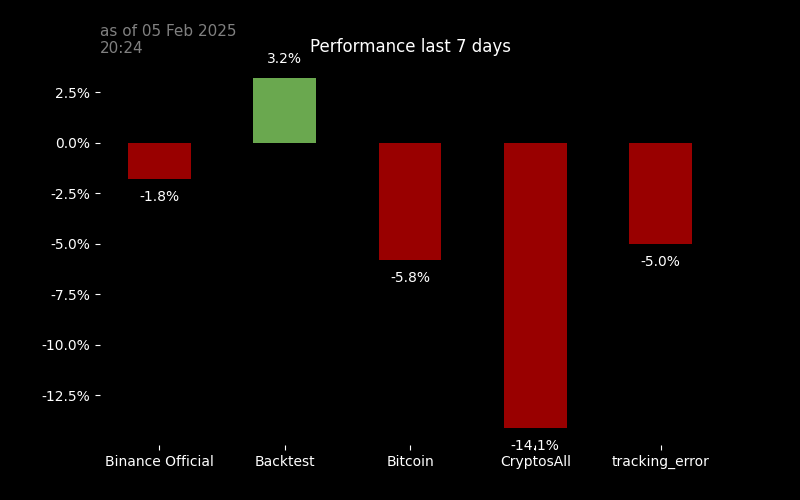 as of 05 Feb 2025
20:24
Performance last 7 days
3.2%
2.5%
0.0%
-1.8%
-2.5%
-5.0%
-5.0%
-5.8%
-7.5%
-10.0%
-12.5%
-14.1%
Binance Official
Backtest
Bitcoin
CryptosAll
tracking_error